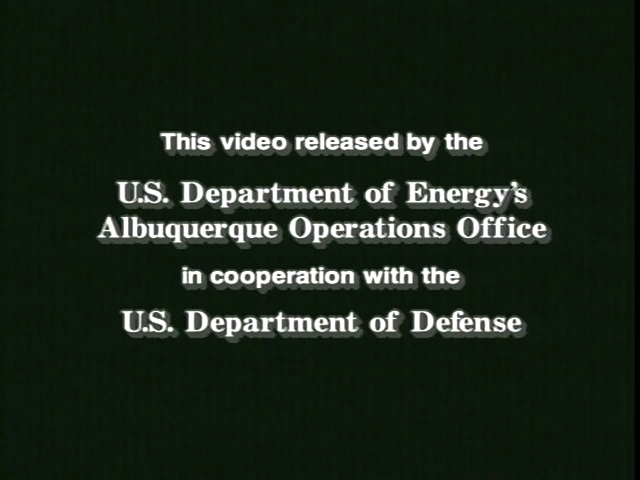 This video released by the
U.S. Department of Energy's
Albuquerque Operations Office
in cooperation with the
U.S. Department of Defense